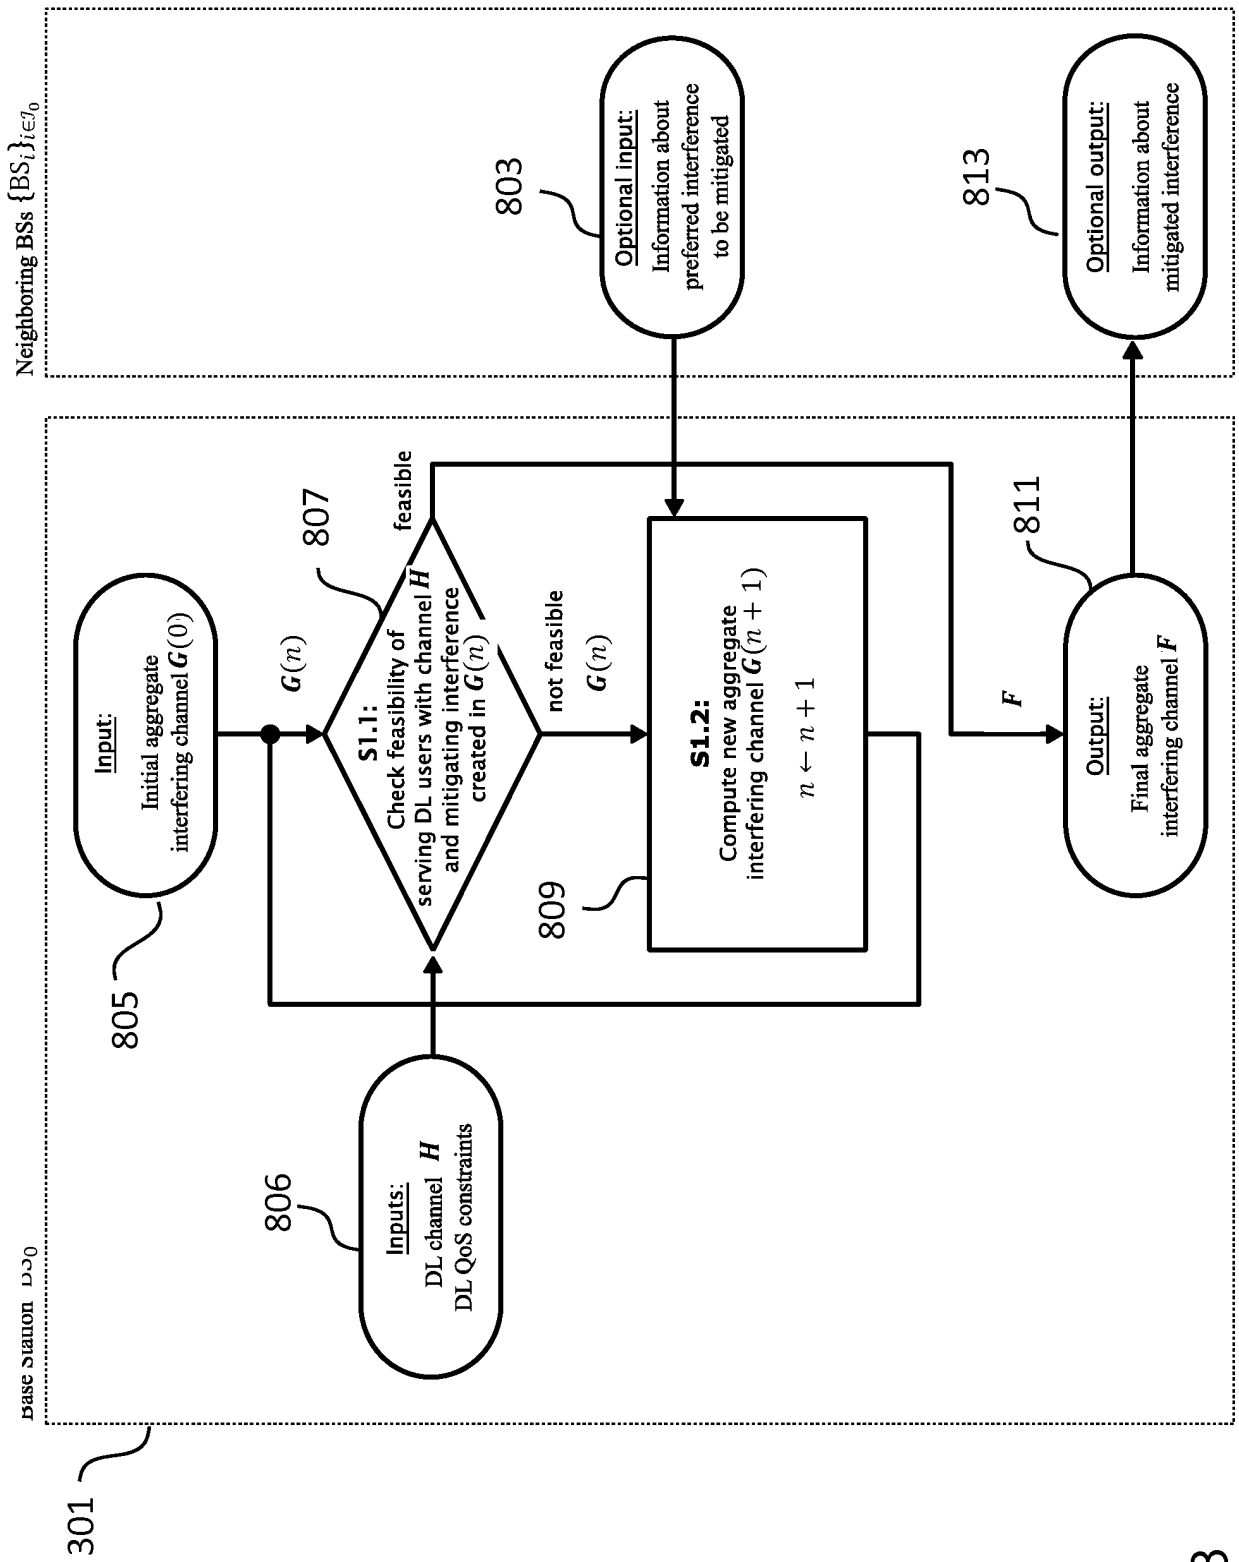 301
Base Station BS₀
Neighboring BSs {BSᵢ}ᵢ∈𝓘₀
805
Input:
Initial aggregate
interfering channel G(0)
806
Inputs:
DL channel H
DL QoS constraints
G(n)
807
S1.1:
Check feasibility of
serving DL users with channel H
and mitigating interference
created in G(n)
feasible
not feasible
G(n)
803
Optional input:
Information about
preferred interference
to be mitigated
809
S1.2:
Compute new aggregate
interfering channel G(n + 1)
n ← n + 1
F
811
Output:
Final aggregate
interfering channel F
813
Optional output:
Information about
mitigated interference